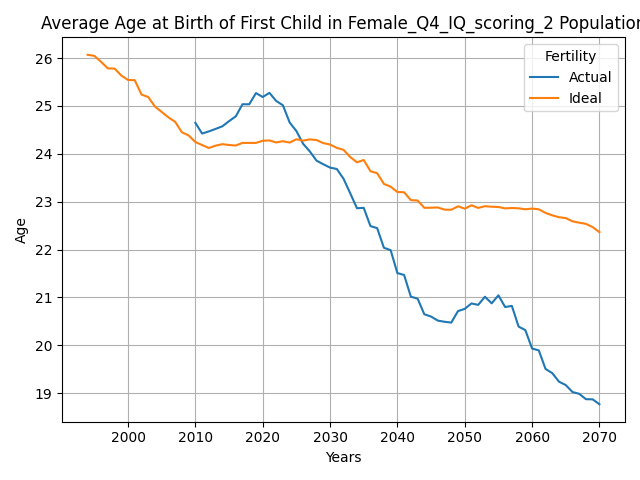 Average Age at Birth of First Child in Female_Q4_IQ_scoring_2 Population
Fertility
Actual
Ideal
26
25
24
23
22
21
20
19
Age
2000 2010 2020 2030 2040 2050 2060 2070
Years